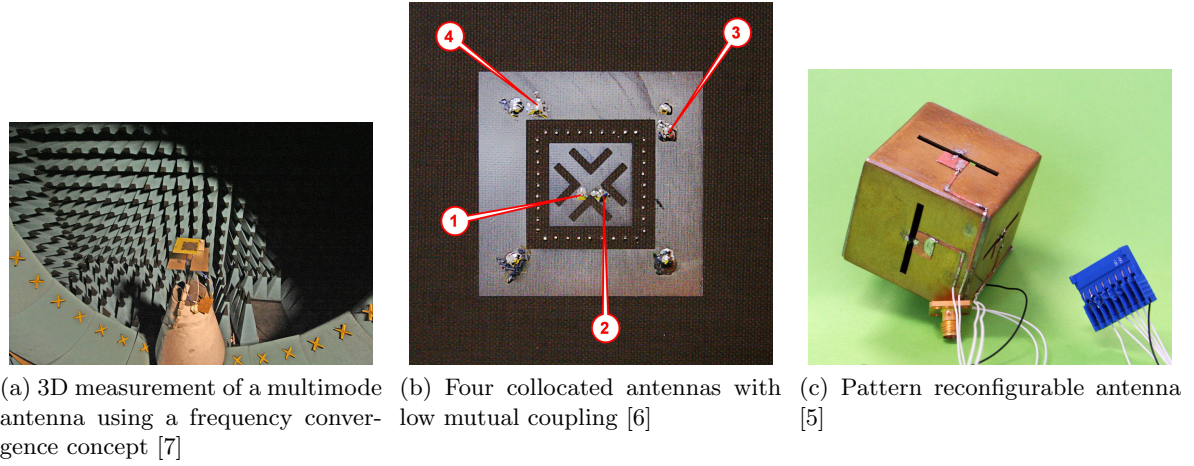 4
3
1
2
(a) 3D measurement of a multimode
antenna using a frequency conver-
gence concept [7]
(b) Four collocated antennas with
low mutual coupling [6]
(c) Pattern reconfigurable antenna
[5]